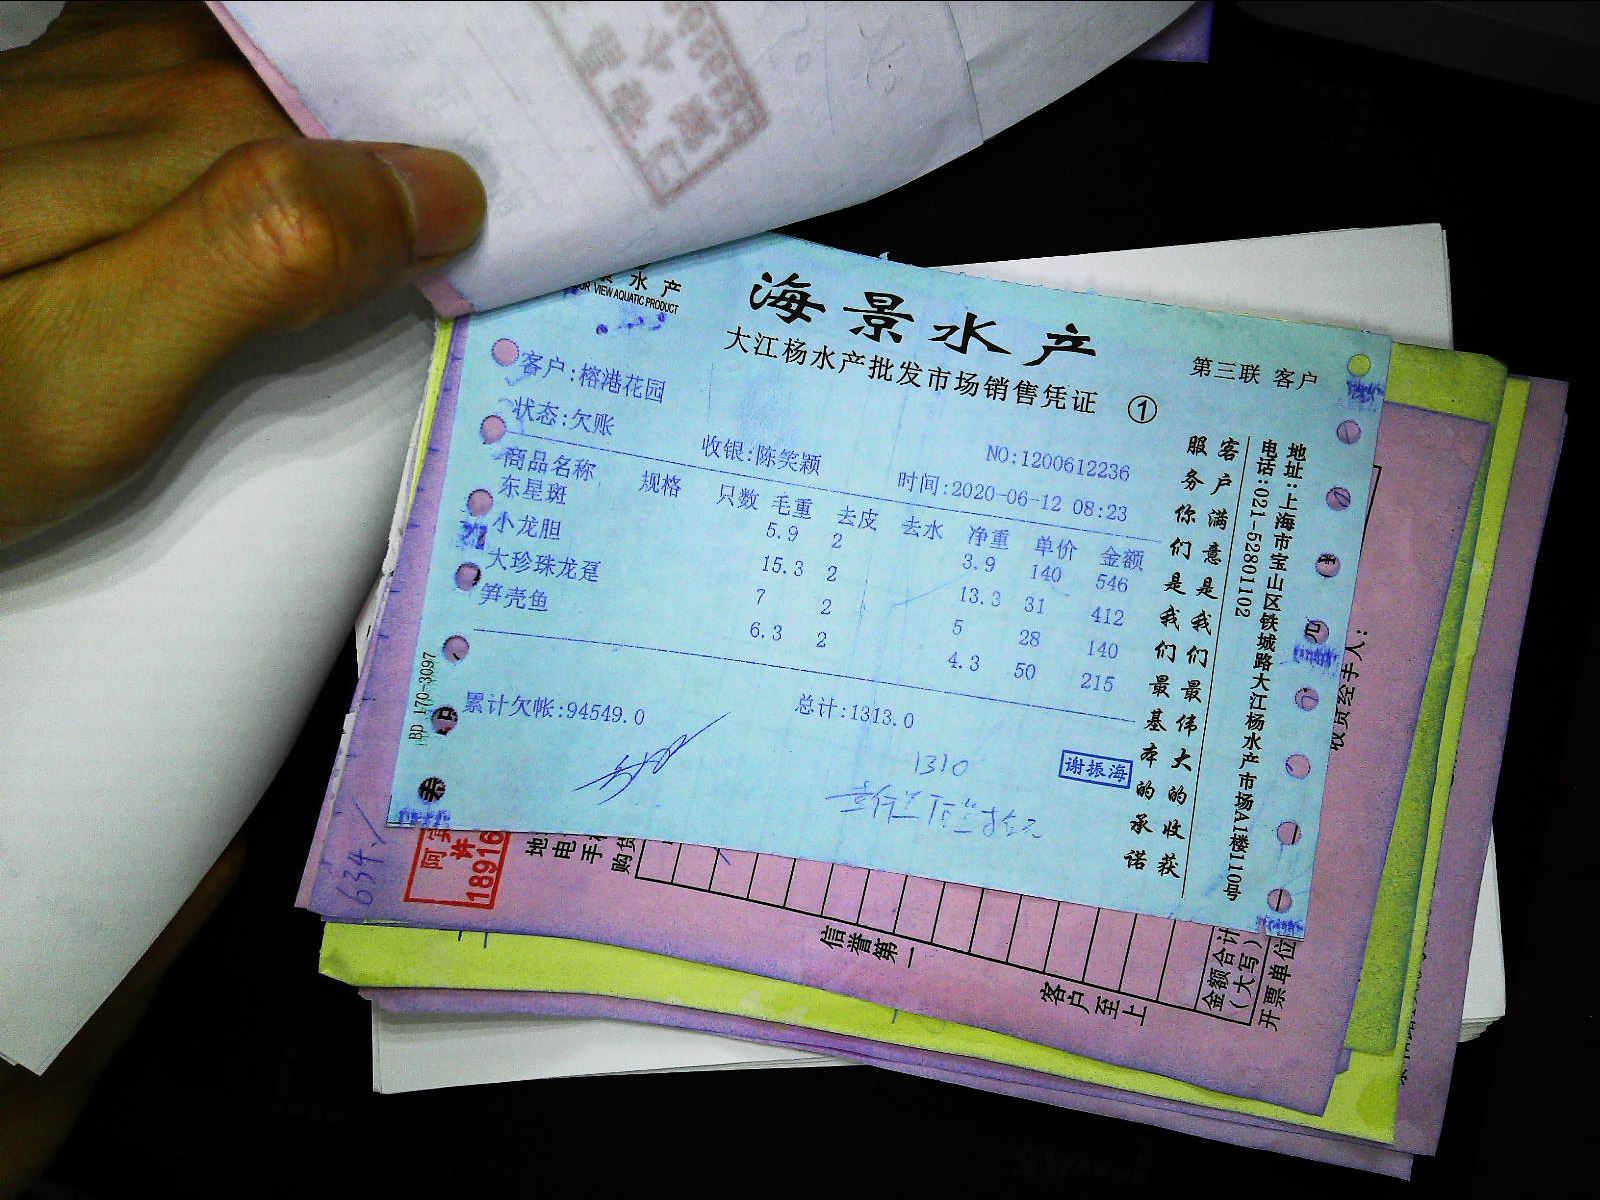 水产
VIEW AQUATIC PRODUCT
海景水产
大江杨水产批发市场销售凭证 ①
第三联 客户
客户:榕港花园
状态:欠账
收银:陈笑颖
NO:1200612236
时间:2020-06-12 08:23
商品名称 规格 只数 毛重 去皮 去水 净重 单价 金额
东星斑 5.9 2 3.9 140 546
小龙胆 15.3 2 13.3 31 412
大珍珠龙趸 7 2 5 28 140
笋壳鱼 6.3 2 4.3 50 215
累计欠帐:94549.0
总计:1313.0
1310
谢振海
客户满意是我们最大的收获
服务你们是我们最基本的承诺
地址:上海市宝山区铁城路大江杨水产市场A1楼110号
电话:021-52801102
BD 170-3097
634
18916
购货
信誉第一
客户至上
金额合计
(大写)
开票单位
收货经手人: